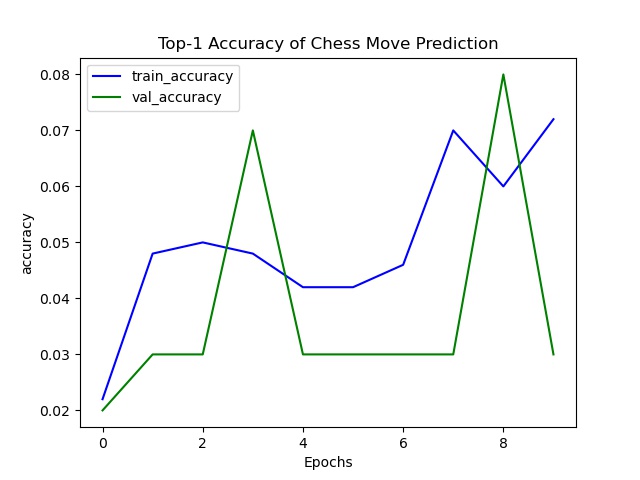 Top-1 Accuracy of Chess Move Prediction
train_accuracy
val_accuracy
0.08
0.07
0.06
0.05
0.04
0.03
0.02
accuracy
0 2 4 6 8
Epochs